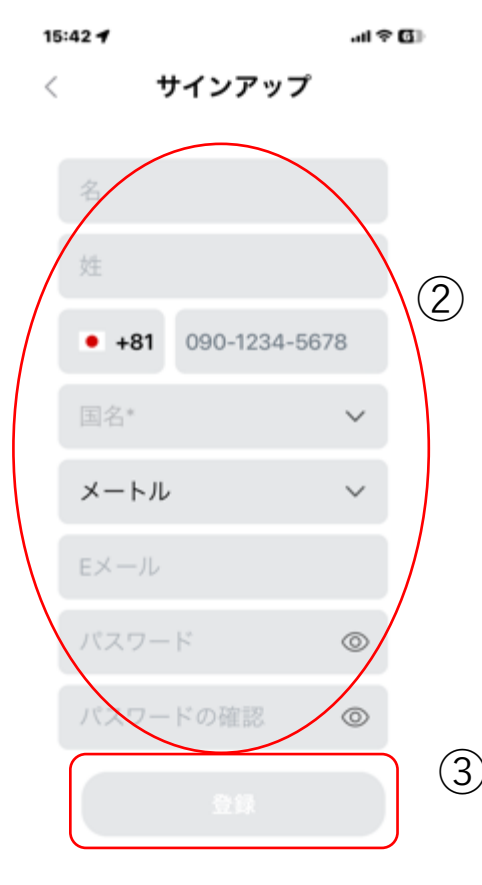 15:42
サインアップ
名
姓
②
+81 090-1234-5678
国名*
メートル
Eメール
パスワード
パスワードの確認
③
登録